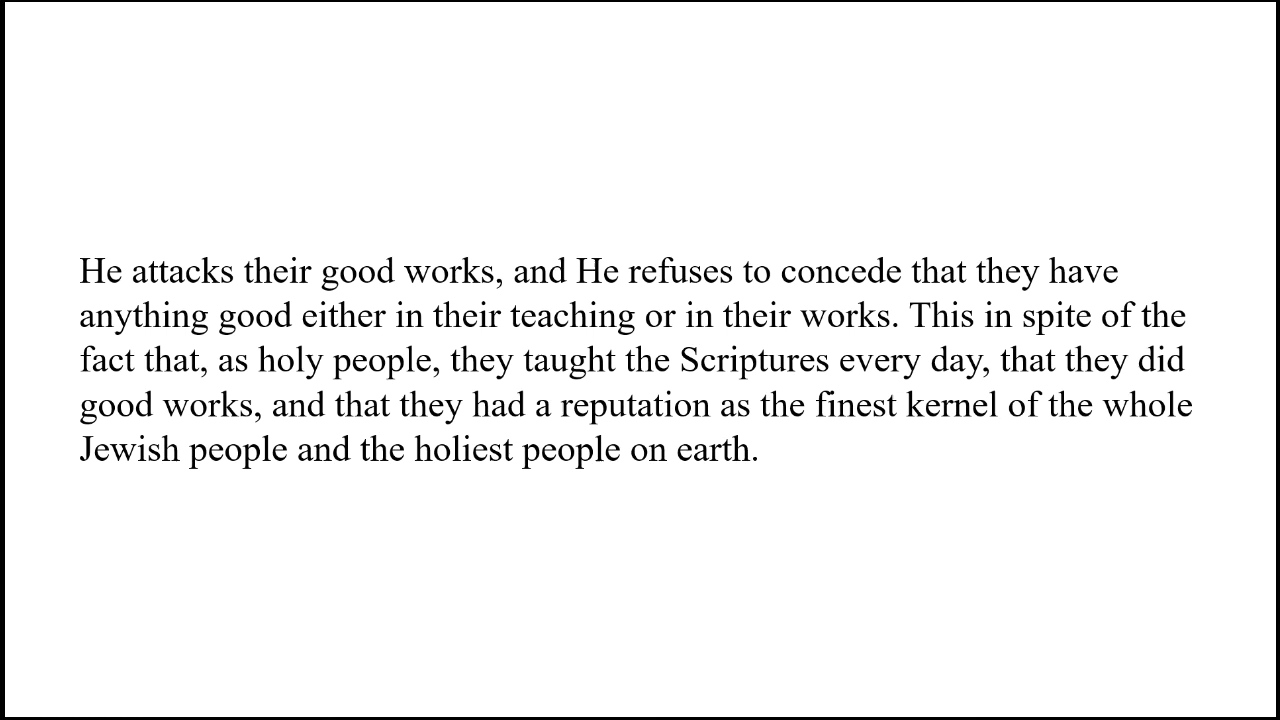 He attacks their good works, and He refuses to concede that they have
anything good either in their teaching or in their works. This in spite of the
fact that, as holy people, they taught the Scriptures every day, that they did
good works, and that they had a reputation as the finest kernel of the whole
Jewish people and the holiest people on earth.